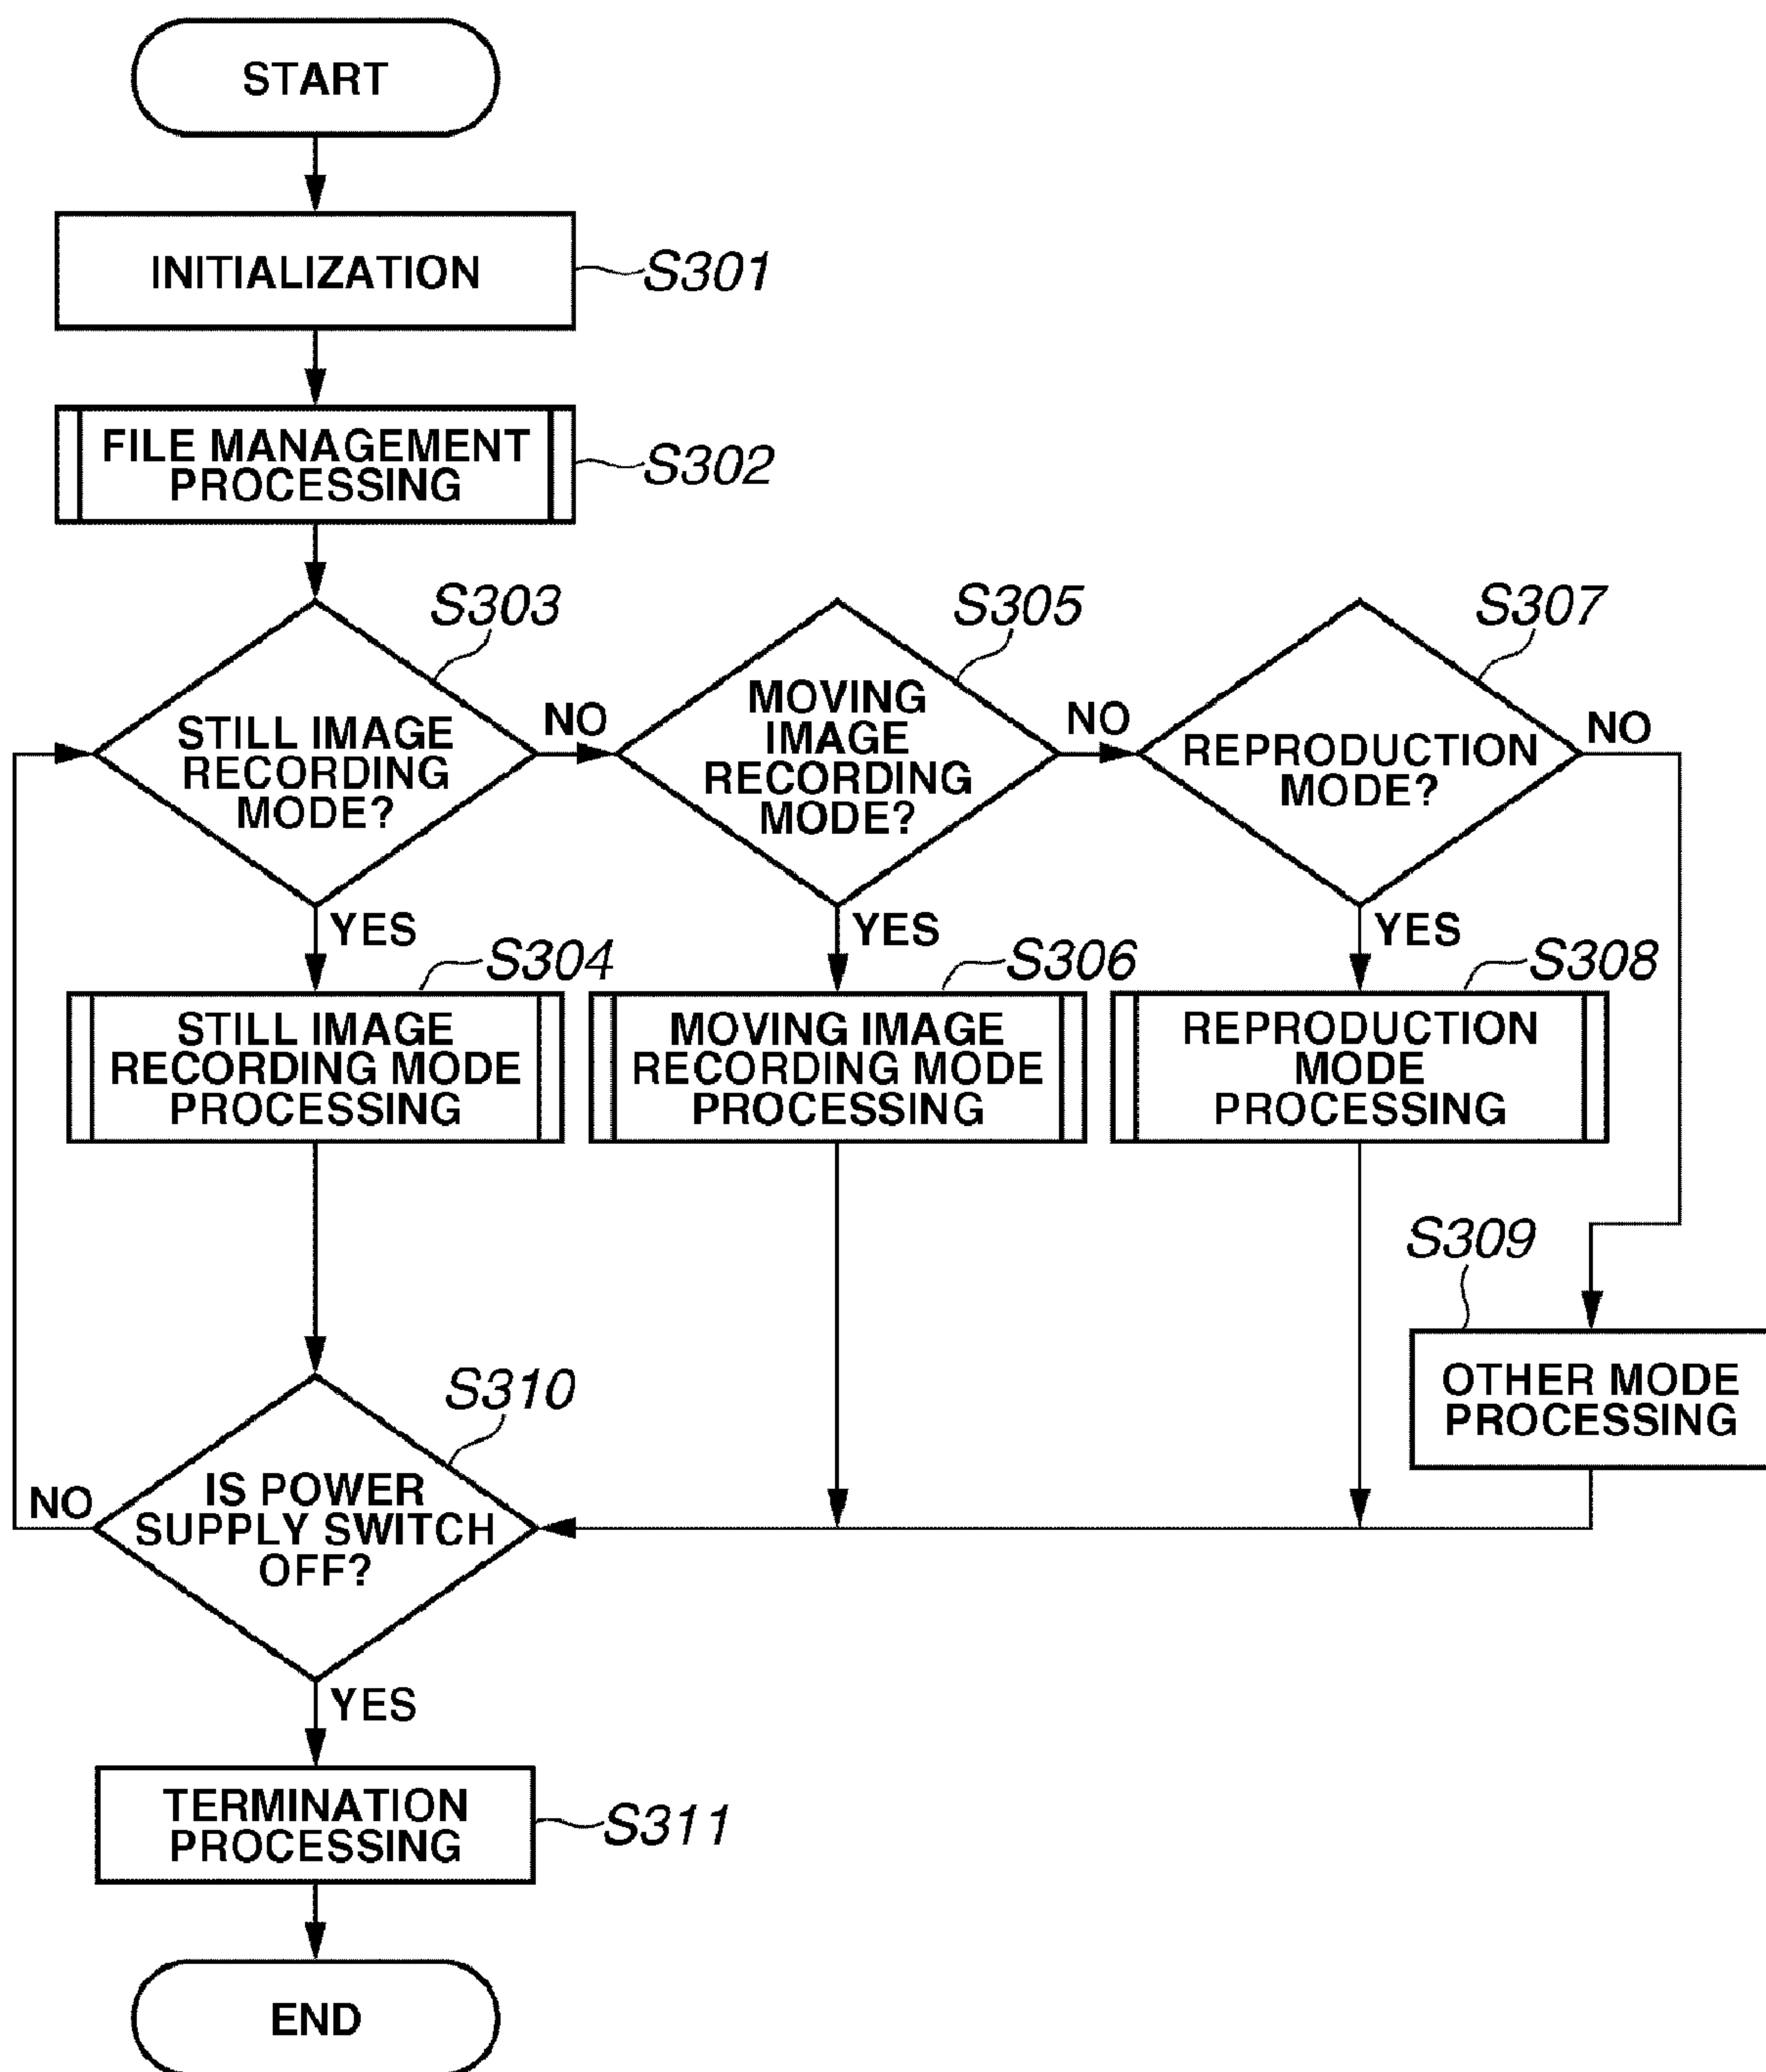 START
INITIALIZATION
S301
FILE MANAGEMENT
PROCESSING
S302
S303
STILL IMAGE
RECORDING
MODE?
NO
YES
S305
MOVING
IMAGE
RECORDING
MODE?
NO
YES
S307
REPRODUCTION
MODE?
NO
YES
S304
STILL IMAGE
RECORDING MODE
PROCESSING
S306
MOVING IMAGE
RECORDING MODE
PROCESSING
S308
REPRODUCTION
MODE
PROCESSING
S309
OTHER MODE
PROCESSING
S310
IS POWER
SUPPLY SWITCH
OFF?
NO
YES
TERMINATION
PROCESSING
S311
END